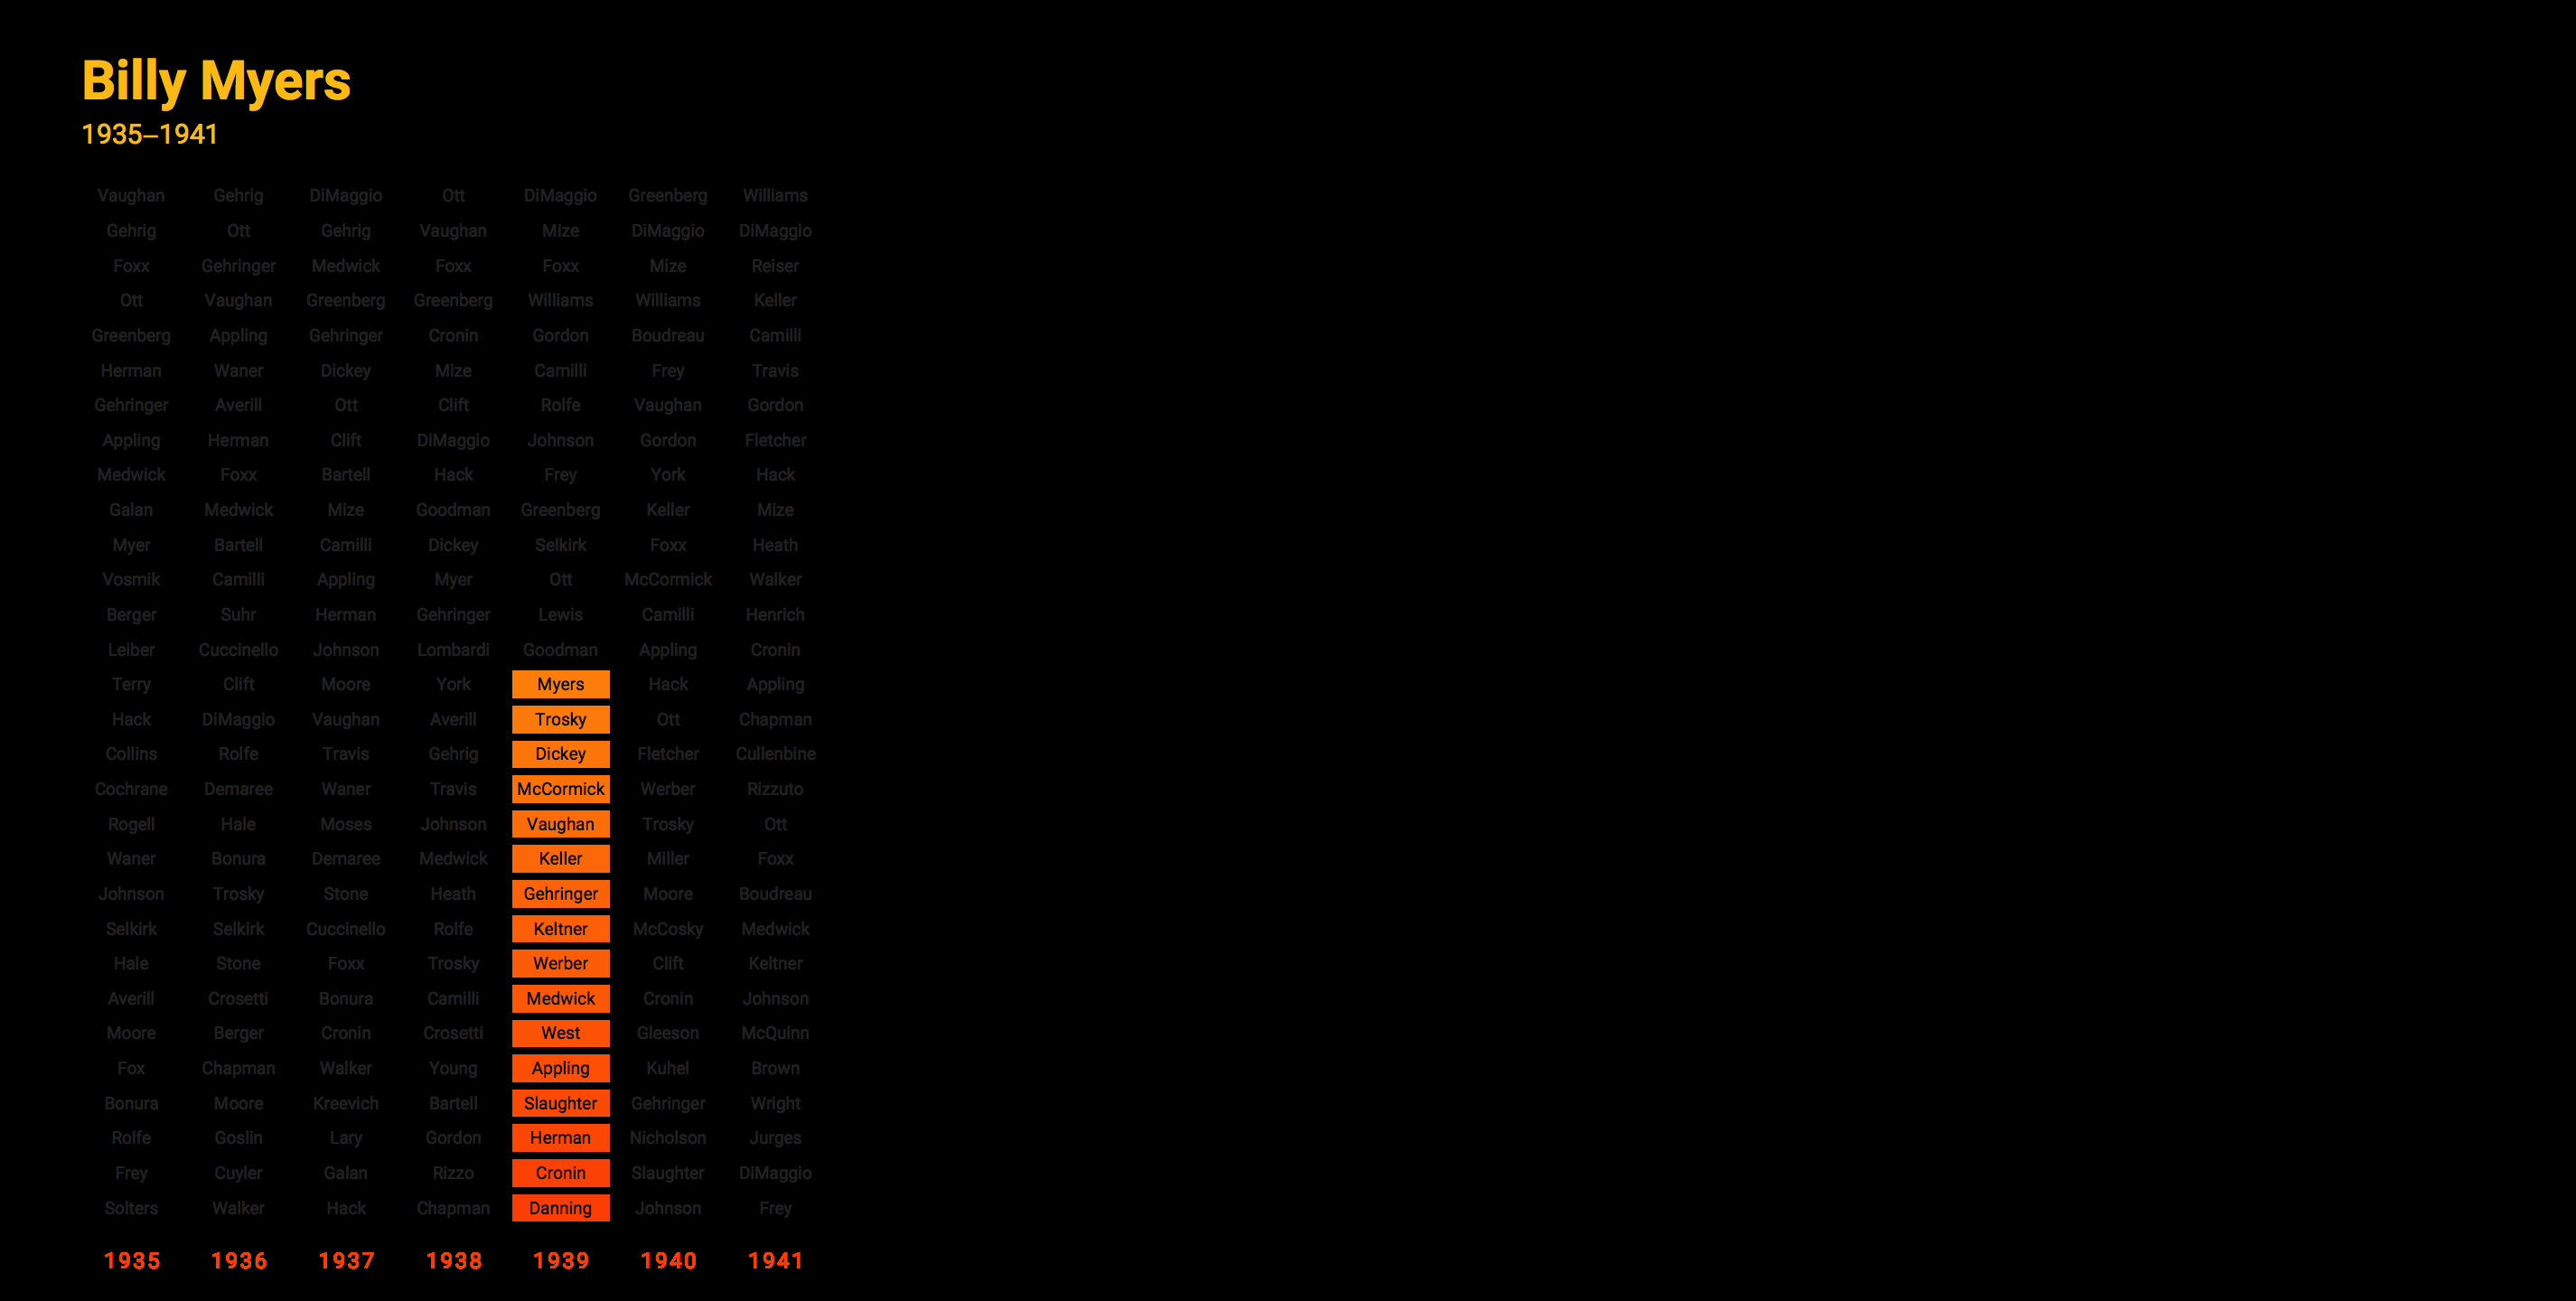 Billy Myers
1935–1941
Vaughan Gehrig DiMaggio Ott DiMaggio Greenberg Williams
Gehrig Ott Gehrig Vaughan Mize DiMaggio DiMaggio
Foxx Gehringer Medwick Foxx Foxx Mize Reiser
Ott Vaughan Greenberg Greenberg Williams Williams Keller
Greenberg Appling Gehringer Cronin Gordon Boudreau Camilli
Herman Waner Dickey Mize Camilli Frey Travis
Gehringer Averill Ott Clift Rolfe Vaughan Gordon
Appling Herman Clift DiMaggio Johnson Gordon Fletcher
Medwick Foxx Bartell Hack Frey York Hack
Galan Medwick Mize Goodman Greenberg Keller Mize
Myer Bartell Camilli Dickey Selkirk Foxx Heath
Vosmik Camilli Appling Myer Ott McCormick Walker
Berger Suhr Herman Gehringer Lewis Camilli Henrich
Leiber Cuccinello Johnson Lombardi Goodman Appling Cronin
Terry Clift Moore York Myers Hack Appling
Hack DiMaggio Vaughan Averill Trosky Ott Chapman
Collins Rolfe Travis Gehrig Dickey Fletcher Cullenbine
Cochrane Demaree Waner Travis McCormick Werber Rizzuto
Rogell Hale Moses Johnson Vaughan Trosky Ott
Waner Bonura Demaree Medwick Keller Miller Foxx
Johnson Trosky Stone Heath Gehringer Moore Boudreau
Selkirk Selkirk Cuccinello Rolfe Keltner McCosky Medwick
Hale Stone Foxx Trosky Werber Clift Keltner
Averill Crosetti Bonura Camilli Medwick Cronin Johnson
Moore Berger Cronin Crosetti West Gleeson McQuinn
Fox Chapman Walker Young Appling Kuhel Brown
Bonura Moore Kreevich Bartell Slaughter Gehringer Wright
Rolfe Goslin Lary Gordon Herman Nicholson Jurges
Frey Cuyler Galan Rizzo Cronin Slaughter DiMaggio
Solters Walker Hack Chapman Danning Johnson Frey
1935 1936 1937 1938 1939 1940 1941